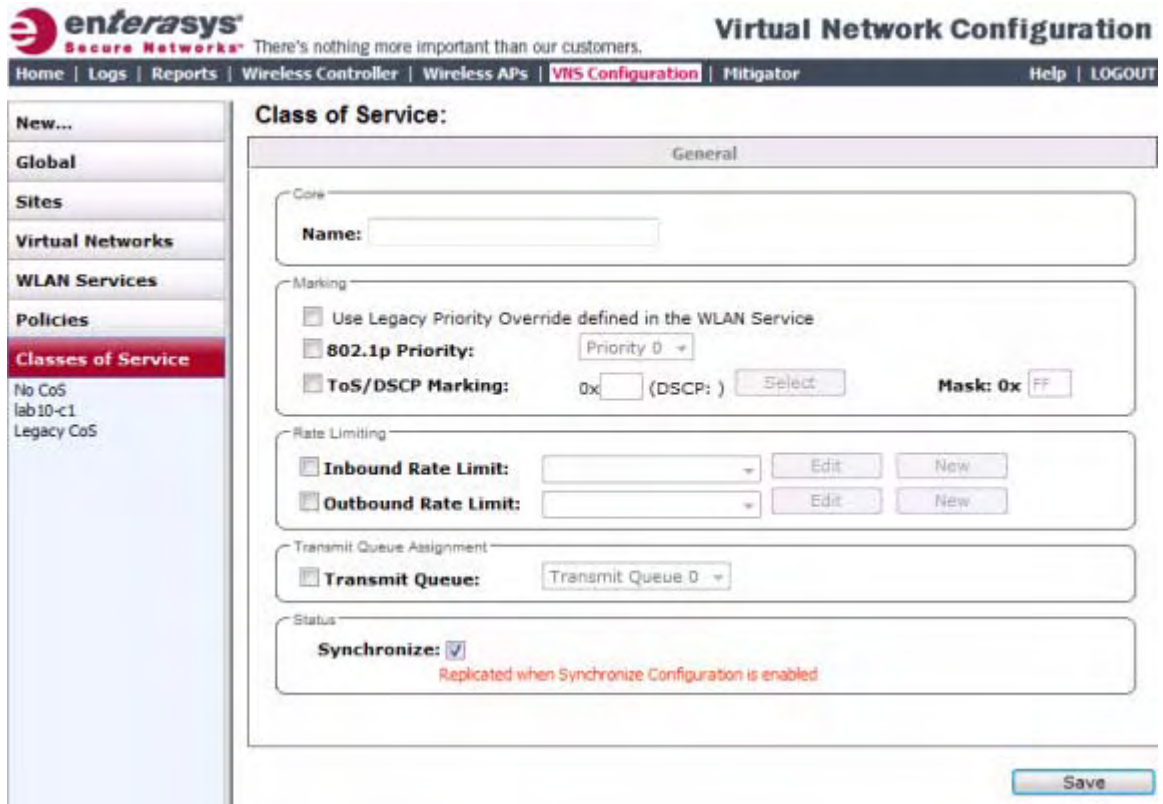 enterasys
Secure Networks™ There's nothing more important than our customers.
Virtual Network Configuration
Home | Logs | Reports | Wireless Controller | Wireless APs | VNS Configuration | Mitigator
Help | LOGOUT
New...
Global
Sites
Virtual Networks
WLAN Services
Policies
Classes of Service
No CoS
lab10-c1
Legacy CoS
Class of Service:
General
Core
Name:
Marking
Use Legacy Priority Override defined in the WLAN Service
802.1p Priority: Priority 0
ToS/DSCP Marking: 0x (DSCP: ) Select Mask: 0x FF
Rate Limiting
Inbound Rate Limit: Edit New
Outbound Rate Limit: Edit New
Transmit Queue Assignment
Transmit Queue: Transmit Queue 0
Status
Synchronize:
Replicated when Synchronize Configuration is enabled
Save